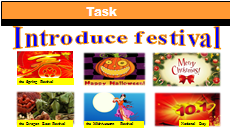 Task
Introduce festival
Happy Halloween!
Merry Christmas!
the Spring Festival
10.1
the Dragon Boat Festival
the Mid-Autumn Festival
National Day